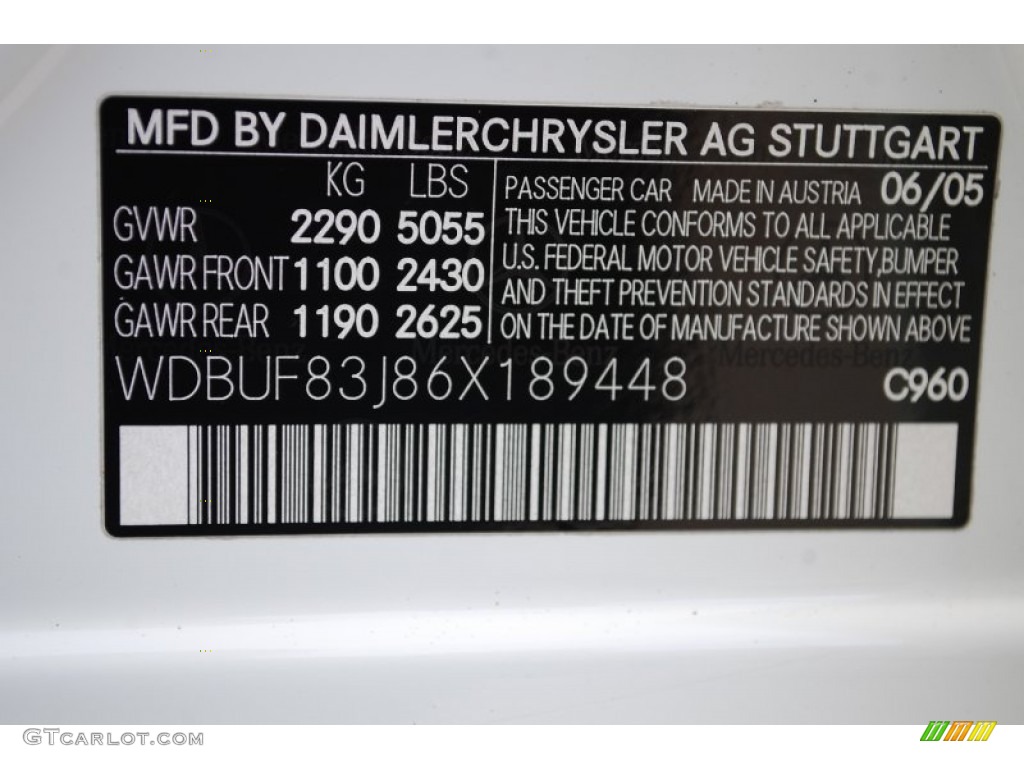 MFD BY DAIMLERCHRYSLER AG STUTTGART
KG LBS
GVWR 2290 5055
GAWR FRONT 1100 2430
GAWR REAR 1190 2625
PASSENGER CAR MADE IN AUSTRIA 06/05
THIS VEHICLE CONFORMS TO ALL APPLICABLE
U.S. FEDERAL MOTOR VEHICLE SAFETY, BUMPER
AND THEFT PREVENTION STANDARDS IN EFFECT
ON THE DATE OF MANUFACTURE SHOWN ABOVE
Mercedes-Benz
WDBUF83J86X189448 C960
GTCARLOT.COM